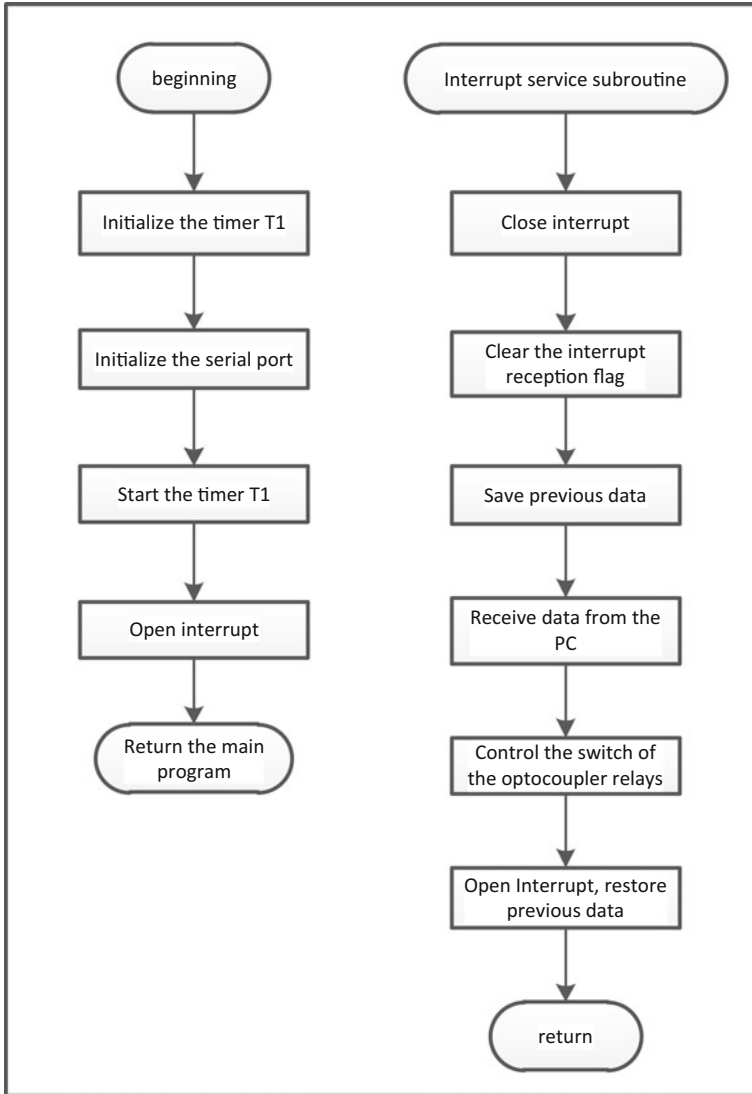 beginning
Initialize the timer T1
Initialize the serial port
Start the timer T1
Open interrupt
Return the main
program
Interrupt service subroutine
Close interrupt
Clear the interrupt
reception flag
Save previous data
Receive data from the
PC
Control the switch of
the optocoupler relays
Open Interrupt, restore
previous data
return